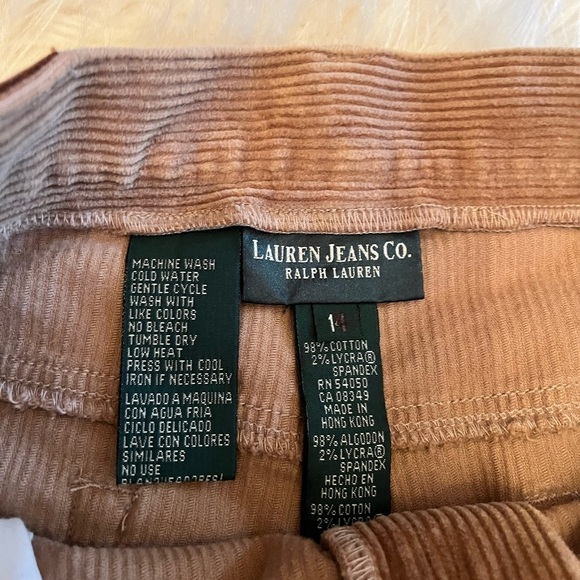 MACHINE WASH
COLD WATER
GENTLE CYCLE
WASH WITH
LIKE COLORS
NO BLEACH
TUMBLE DRY
LOW HEAT
PRESS WITH COOL
IRON IF NECESSARY
LAVADO A MAQUINA
CON AGUA FRIA
CICLO DELICADO
LAVE CON COLORES
SIMILARES
NO USE
LAUREN JEANS CO.
RALPH LAUREN
14
98% COTTON
2% LYCRA®
SPANDEX
RN 54050
CA 08349
MADE IN
HONG KONG
98% ALGODON
2% LYCRA®
SPANDEX
HECHO EN
HONG KONG
98% COTTON
2% LYCRA®